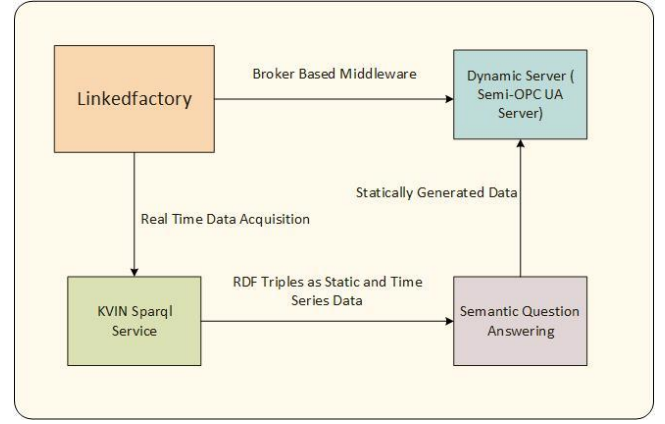 Linkedfactory
Broker Based Middleware
Dynamic Server (
Semi-OPC UA
Server)
Real Time Data Acquisition
Statically Generated Data
KVIN Sparql
Service
RDF Triples as Static and Time
Series Data
Semantic Question
Answering